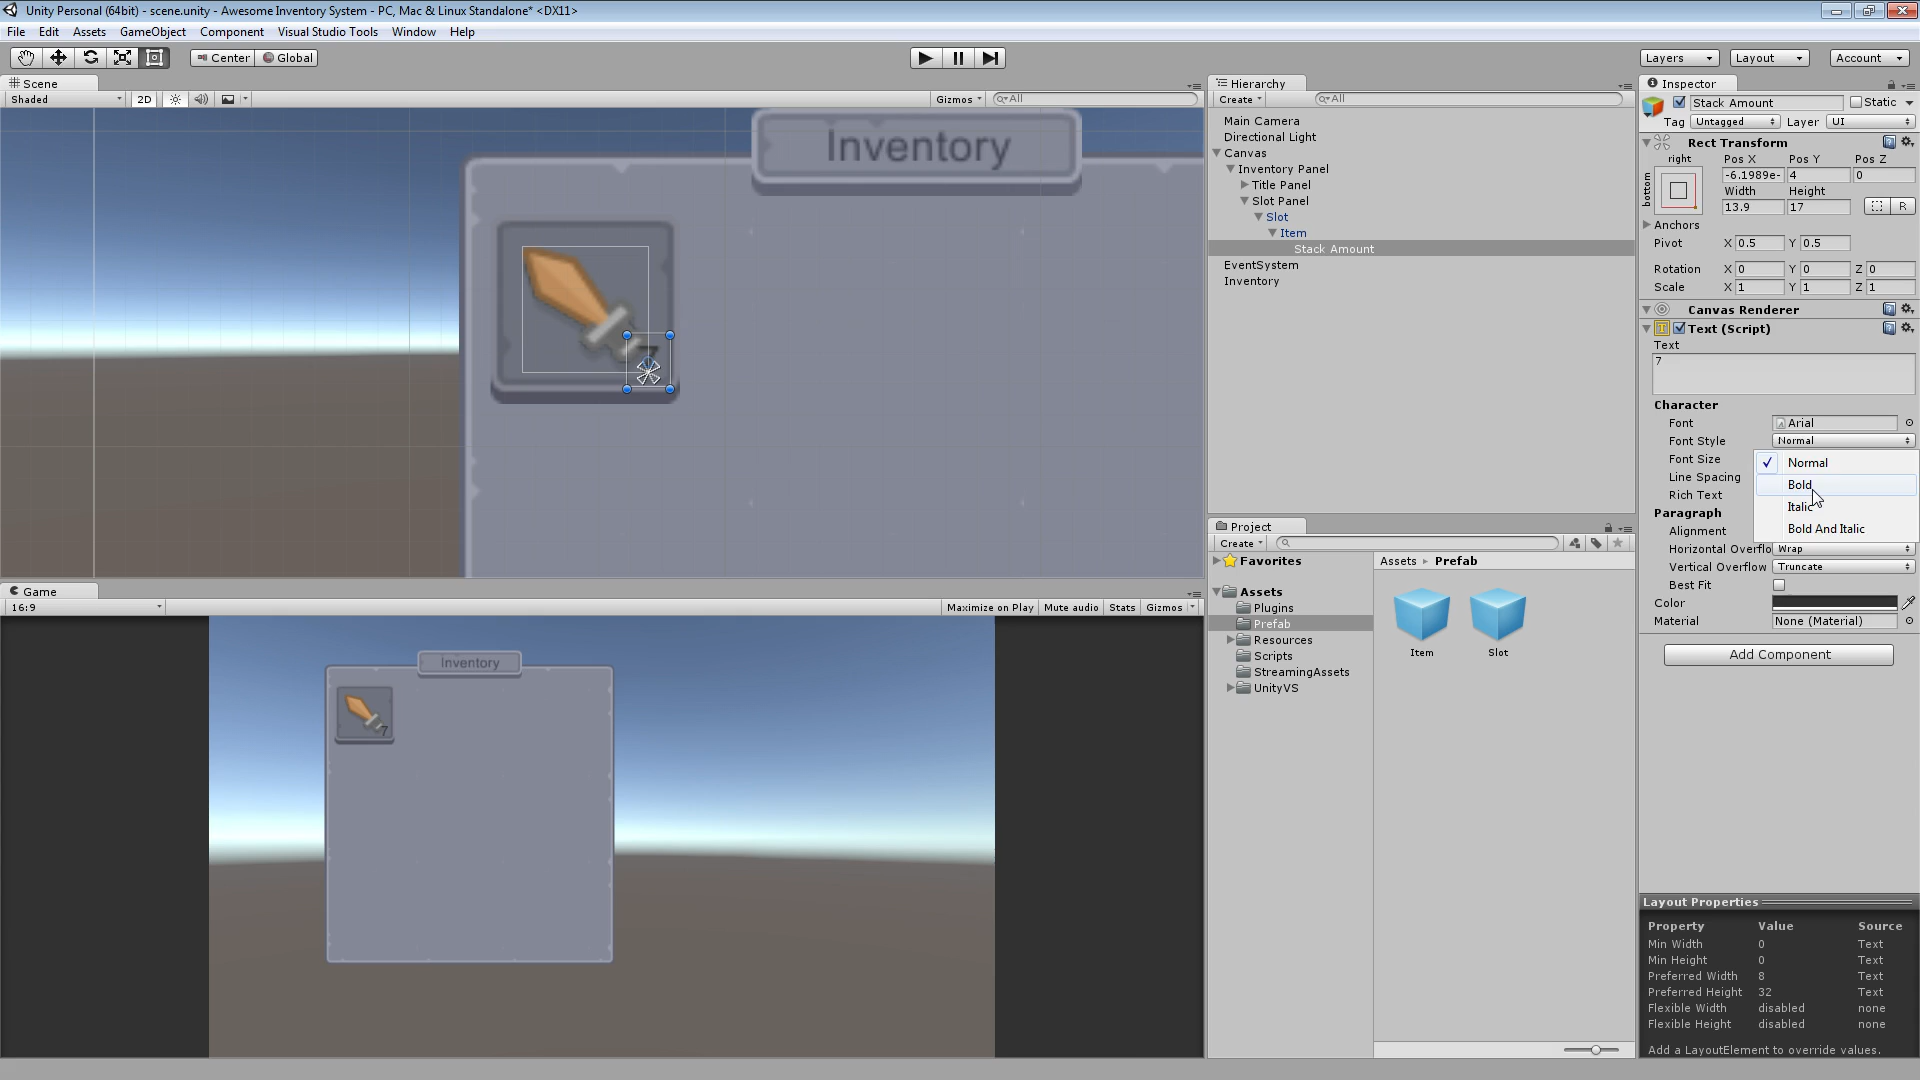 Unity Personal (64bit) - scene.unity - Awesome Inventory System - PC, Mac & Linux Standalone* <DX11>
File Edit Assets GameObject Component Visual Studio Tools Window Help
Center Global Layers Layout Account
Scene
Shaded 2D Gizmos All
Inventory
Game
16:9 Maximize on Play Mute audio Stats Gizmos
Inventory
7
Hierarchy
Create All
Main Camera
Directional Light
Canvas
Inventory Panel
Title Panel
Slot Panel
Slot
Item
Stack Amount
EventSystem
Inventory
Project
Create
Favorites
Assets
Plugins
Prefab
Resources
Scripts
StreamingAssets
UnityVS
Assets Prefab
Item Slot
Inspector
Stack Amount Static
Tag Untagged Layer UI
Rect Transform
right Pos X Pos Y Pos Z
bottom -6.1989e- 4 0
Width Height
13.9 17 R
Anchors
Pivot X 0.5 Y 0.5
Rotation X 0 Y 0 Z 0
Scale X 1 Y 1 Z 1
Canvas Renderer
Text (Script)
Text
7
Character
Font Arial
Font Style Normal
Font Size
Line Spacing
Rich Text
Normal
Bold
Italic
Bold And Italic
Paragraph
Alignment
Horizontal Overflo Wrap
Vertical Overflow Truncate
Best Fit
Color
Material None (Material)
Add Component
Layout Properties
Property Value Source
Min Width 0 Text
Min Height 0 Text
Preferred Width 8 Text
Preferred Height 32 Text
Flexible Width disabled none
Flexible Height disabled none
Add a LayoutElement to override values.